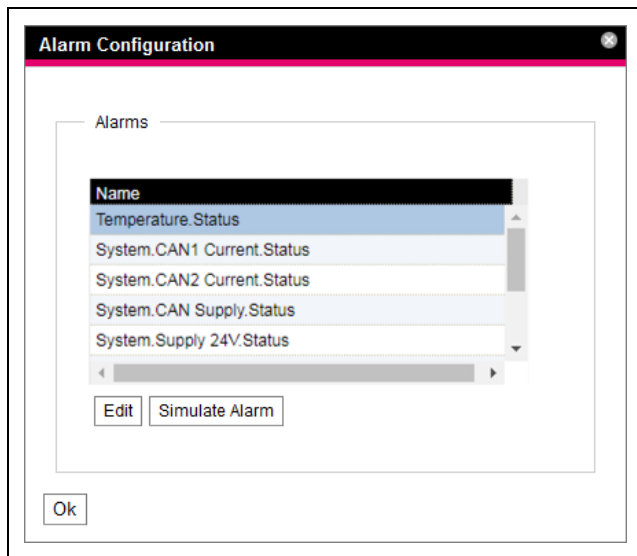 Alarm Configuration
Alarms
Name
Temperature.Status
System.CAN1 Current.Status
System.CAN2 Current.Status
System.CAN Supply.Status
System.Supply 24V.Status
Edit Simulate Alarm
Ok